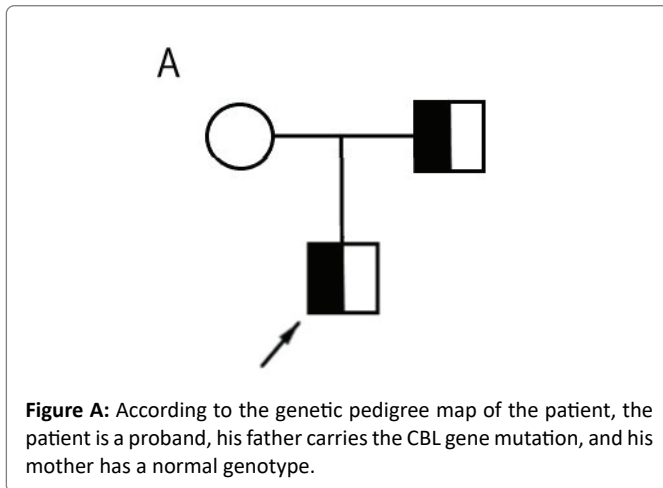 A
Figure A: According to the genetic pedigree map of the patient, the
patient is a proband, his father carries the CBL gene mutation, and his
mother has a normal genotype.